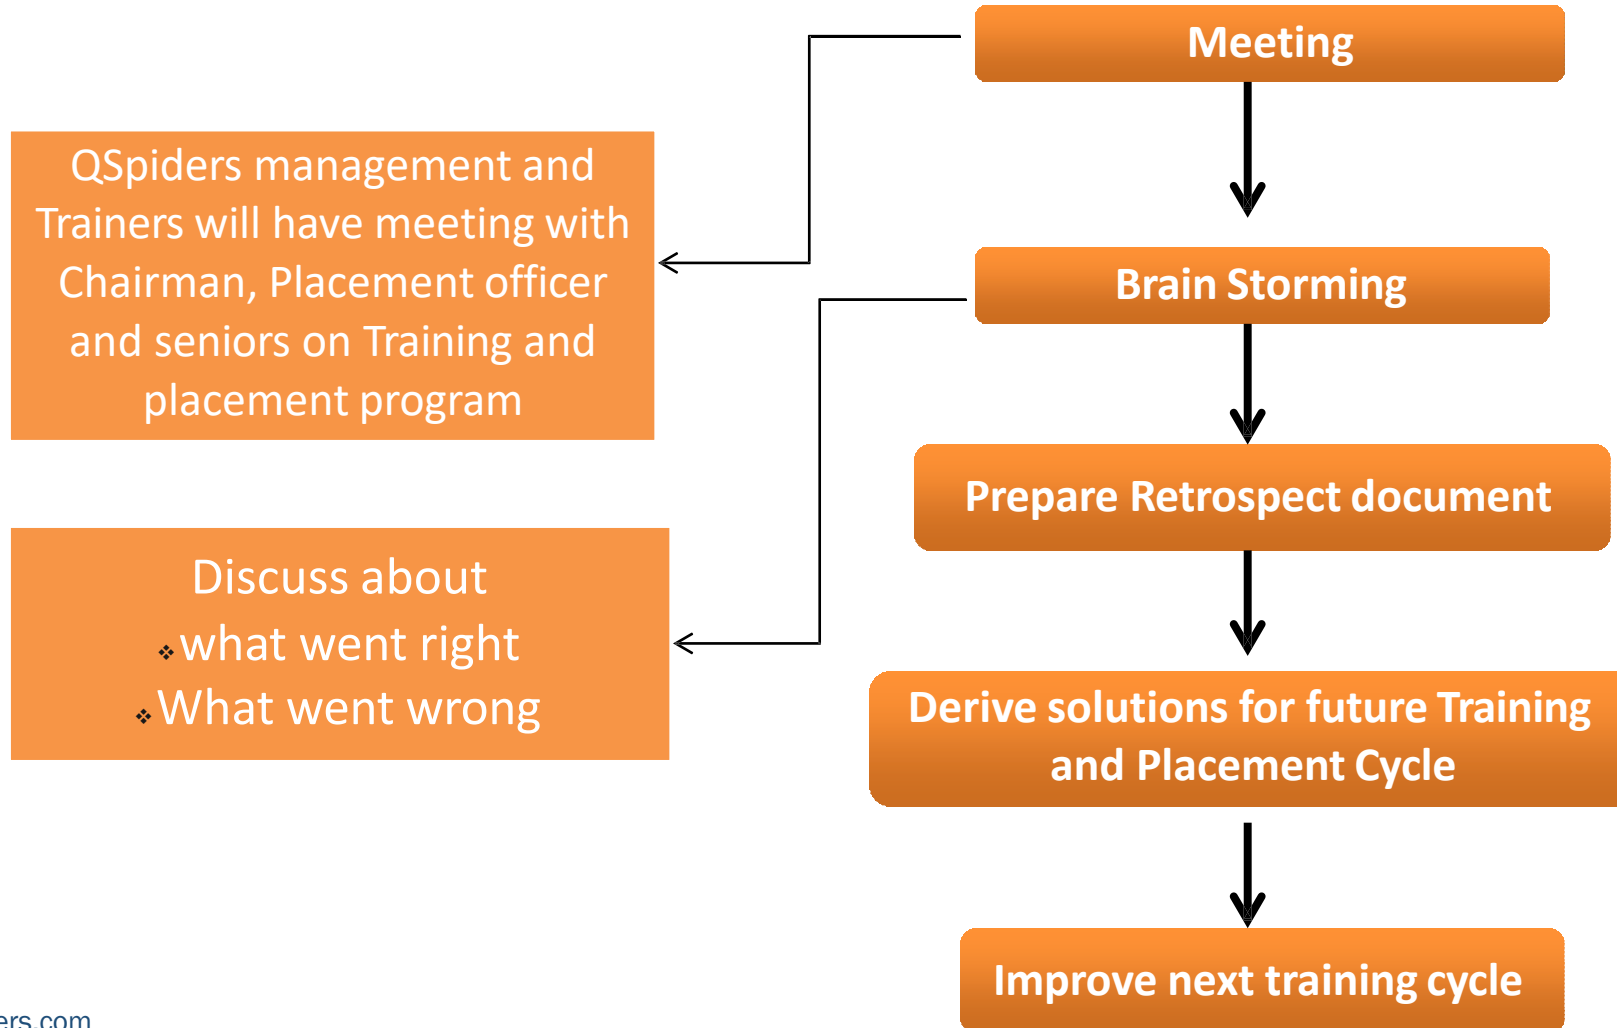 Meeting
QSpiders management and
Trainers will have meeting with
Chairman, Placement officer
and seniors on Training and
placement program
Brain Storming
Discuss about
❖what went right
❖What went wrong
Prepare Retrospect document
Derive solutions for future Training
and Placement Cycle
Improve next training cycle
ers.com